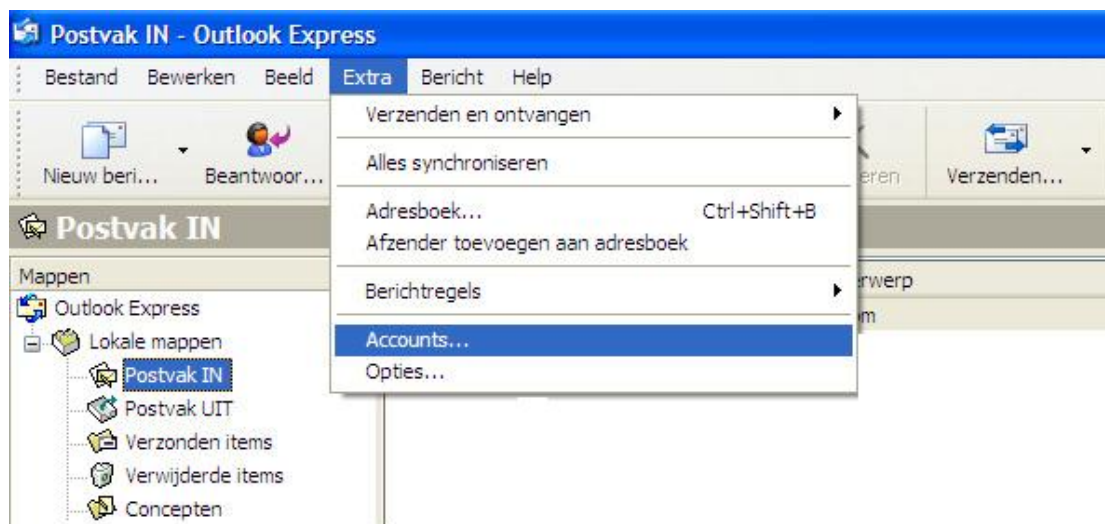 Postvak IN - Outlook Express
Bestand Bewerken Beeld Extra Bericht Help
Nieuw beri... Beantwoor... eren Verzenden...
Verzenden en ontvangen
Alles synchroniseren
Adresboek... Ctrl+Shift+B
Afzender toevoegen aan adresboek
Berichtregels
Accounts...
Opties...
Postvak IN
Mappen rwerp
Outlook Express om
Lokale mappen
Postvak IN
Postvak UIT
Verzonden items
Verwijderde items
Concepten